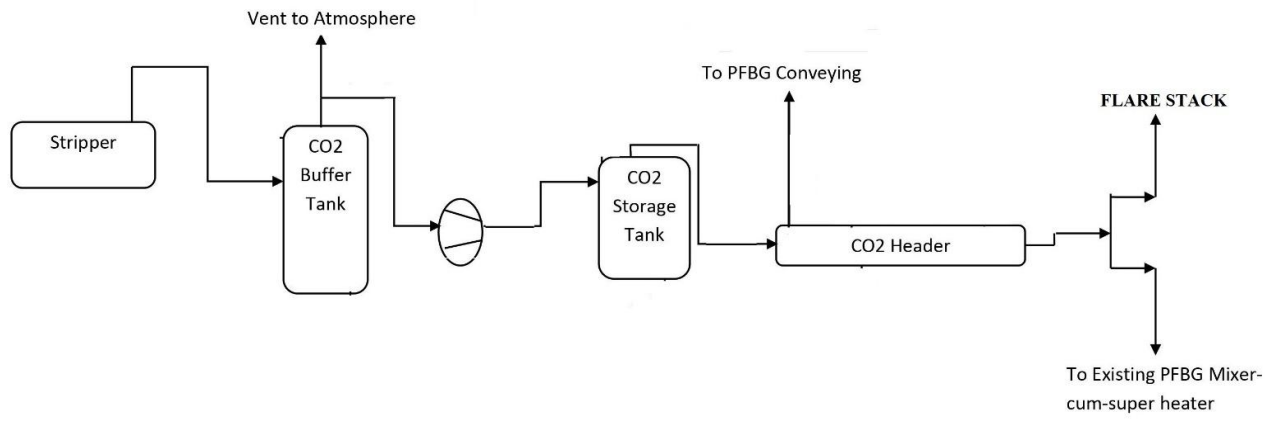 Vent to Atmosphere
Stripper
CO2
Buffer
Tank
CO2
Storage
Tank
To PFBG Conveying
CO2 Header
FLARE STACK
To Existing PFBG Mixer-
cum-super heater